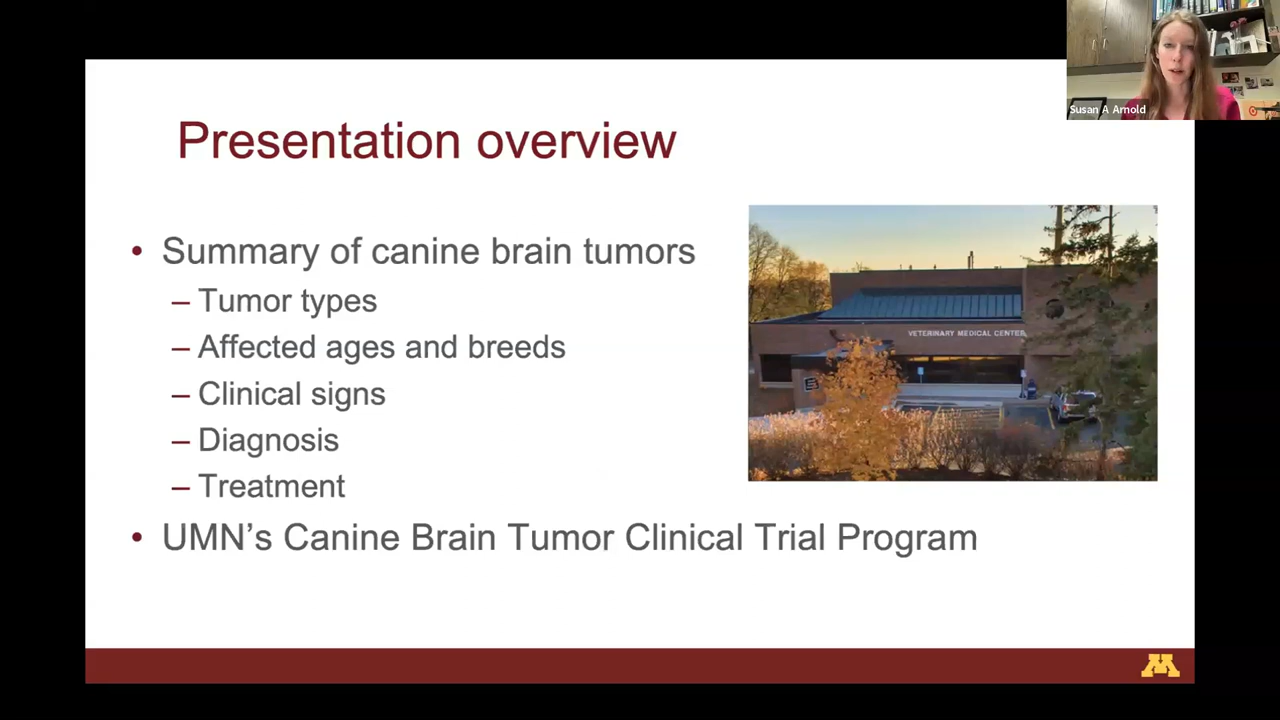 Susan A Arnold
Presentation overview
• Summary of canine brain tumors
– Tumor types
– Affected ages and breeds
– Clinical signs
– Diagnosis
– Treatment
• UMN's Canine Brain Tumor Clinical Trial Program
VETERINARY MEDICAL CENTER
M